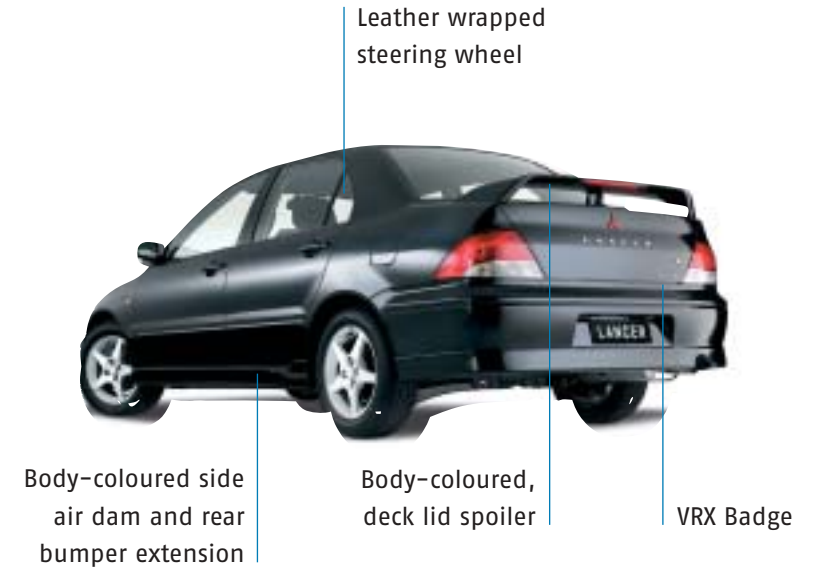 Leather wrapped
steering wheel
LANCER
LANCER
Body-coloured side
air dam and rear
bumper extension
Body-coloured,
deck lid spoiler
VRX Badge